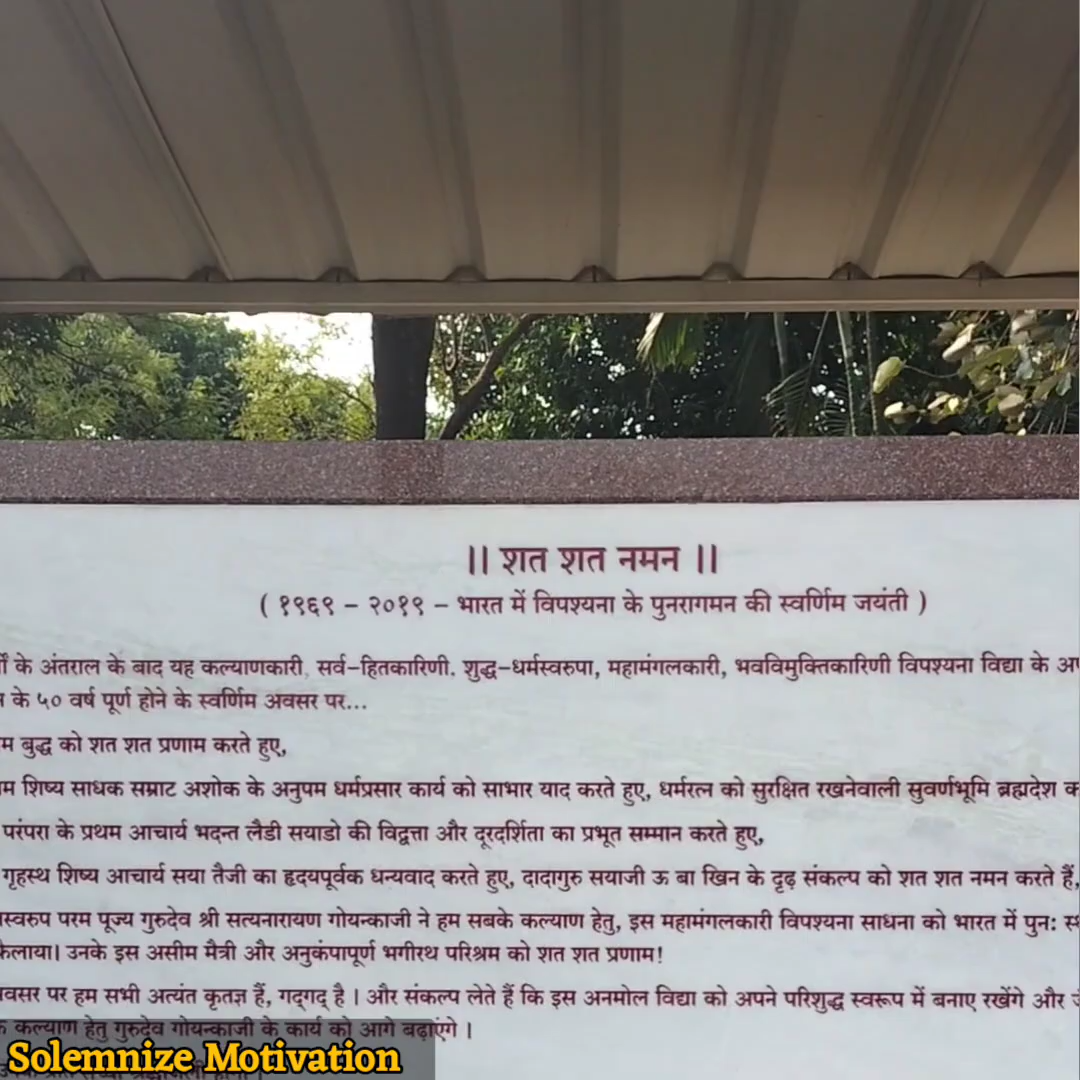 || शत शत नमन ||
( १९६९ – २०१९ – भारत में विपश्यना के पुनरागमन की स्वर्णिम जयंती )
के अंतराल के बाद यह कल्याणकारी, सर्व–हितकारिणी. शुद्ध–धर्मस्वरुपा, महामंगलकारी, भवविमुक्तिकारिणी विपश्यना विद्या के
के ५० वर्ष पूर्ण होने के स्वर्णिम अवसर पर...
म बुद्ध को शत शत प्रणाम करते हुए,
म शिष्य साधक सम्राट अशोक के अनुपम धर्मप्रसार कार्य को साभार याद करते हुए, धर्मरत्न को सुरक्षित रखनेवाली सुवर्णभूमि ब्रह्मदेश क
परंपरा के प्रथम आचार्य भदन्त लैडी सयाडो की विद्वत्ता और दूरदर्शिता का प्रभूत सम्मान करते हुए,
गृहस्थ शिष्य आचार्य सया तैजी का हृदयपूर्वक धन्यवाद करते हुए, दादागुरु सयाजी ऊ बा खिन के दृढ़ संकल्प को शत शत नमन करते हैं,
स्वरुप परम पूज्य गुरुदेव श्री सत्यनारायण गोयन्काजी ने हम सबके कल्याण हेतु, इस महामंगलकारी विपश्यना साधना को भारत में पुन:
फैलाया। उनके इस असीम मैत्री और अनुकंपापूर्ण भगीरथ परिश्रम को शत शत प्रणाम!
वसर पर हम सभी अत्यंत कृतज्ञ हैं, गद्‌गद् है । और संकल्प लेते हैं कि इस अनमोल विद्या को अपने परिशुद्ध स्वरूप में बनाए रखेंगे और
के कल्याण हेतु गुरुदेव गोयन्काजी के कार्य को आगे बढ़ाएंगे ।
Solemnize Motivation